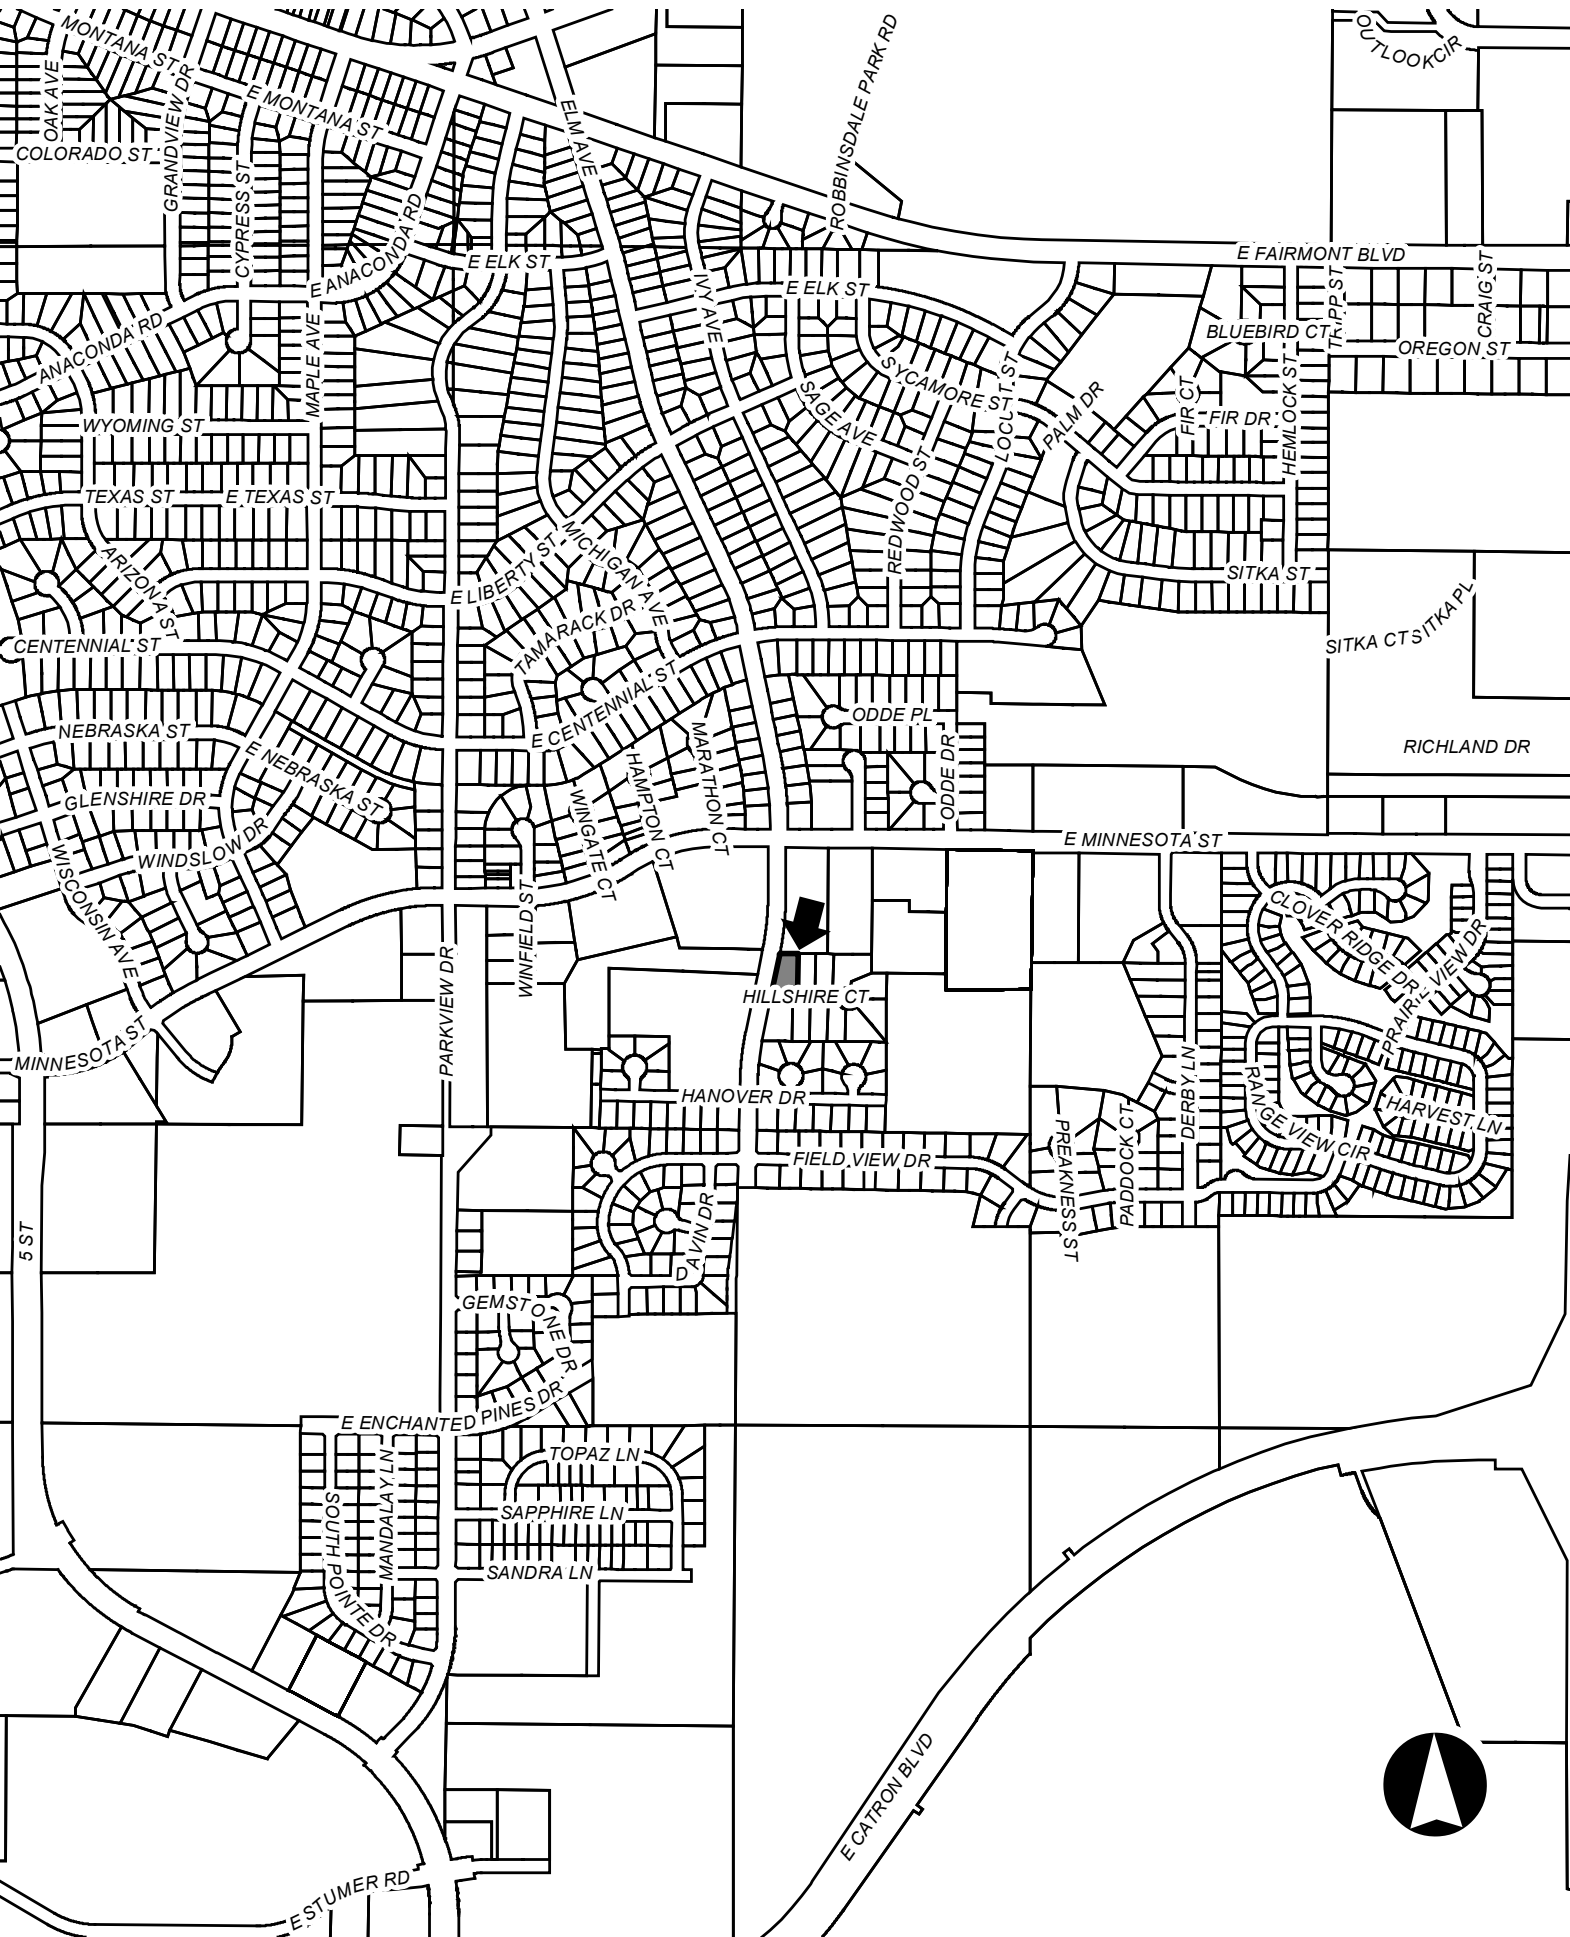 MONTANA ST
OAK AVE
GRANDVIEW DR
E MONTANA ST
ELM AVE
ROBBINSDALE PARK RD
OUTLOOK CIR
COLORADO ST
CYPRESS ST
E ANACONDA RD
E ELK ST
E FAIRMONT BLVD
TRIPP ST
CRAIG ST
IVY AVE
E ELK ST
ANACONDA RD
MAPLE AVE
BLUEBIRD CT
OREGON ST
SYCAMORE ST
LOCUST ST
SAGE AVE
PALM DR
FIR CT
FIR DR
HEMLOCK ST
WYOMING ST
TEXAS ST
E TEXAS ST
REDWOOD ST
ARIZONA ST
E LIBERTY ST
MICHIGAN AVE
SITKA ST
TAMARACK DR
SITKA CT
SITKA PL
CENTENNIAL ST
E CENTENNIAL ST
NEBRASKA ST
E NEBRASKA ST
ODDE PL
ODDE DR
MARATHON CT
HAMPTON CT
WINGATE CT
RICHLAND DR
GLENSHIRE DR
WINDSLOW DR
WISCONSIN AVE
E MINNESOTA ST
WINFIELD ST
CLOVER RIDGE DR
PRAIRIE VIEW DR
PARKVIEW DR
HILLSHIRE CT
MINNESOTA ST
HANOVER DR
DERBY LN
RANGE VIEW CIR
HARVEST LN
PREAKNESS ST
PADDOCK CT
FIELD VIEW DR
DAVIN DR
5 ST
GEMSTONE DR
E ENCHANTED PINES DR
TOPAZ LN
MANDALAY LN
SOUTH POINTE DR
SAPPHIRE LN
SANDRA LN
E CATRON BLVD
E STUMER RD